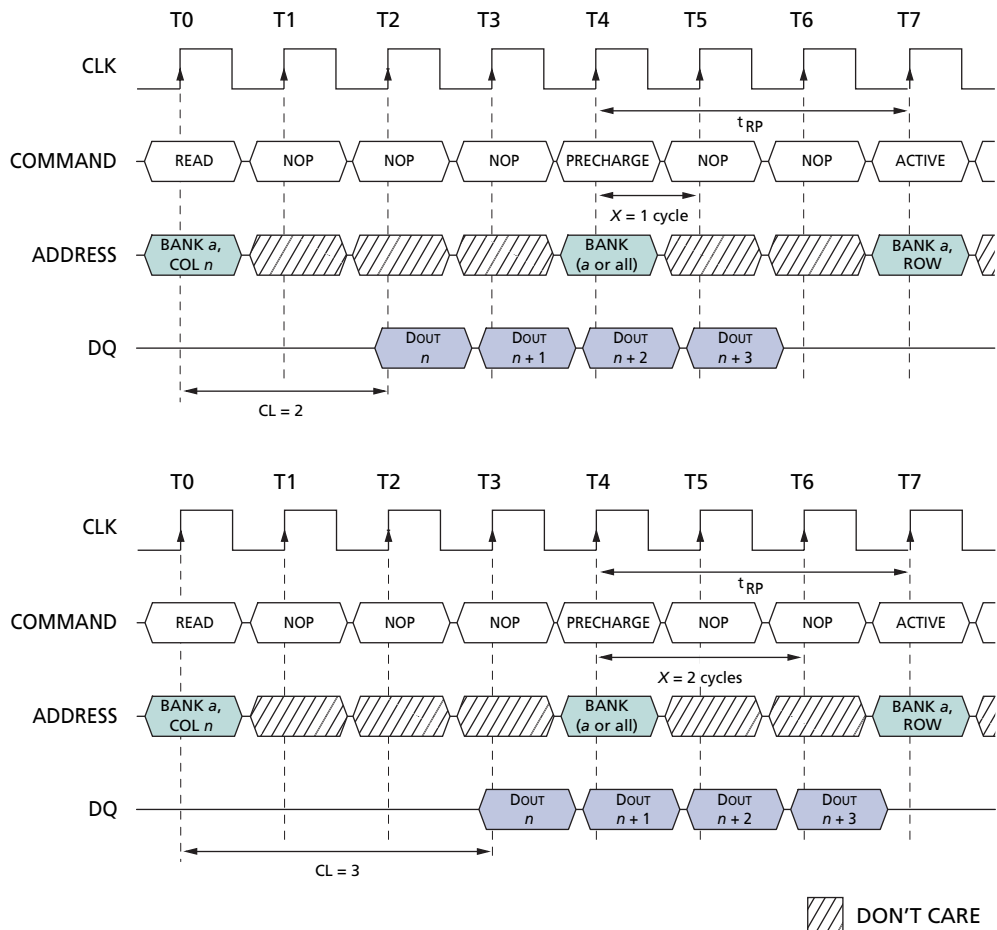 T0 T1 T2 T3 T4 T5 T6 T7
CLK
tRP
COMMAND READ NOP NOP NOP PRECHARGE NOP NOP ACTIVE
X = 1 cycle
ADDRESS BANK a, COL n BANK (a or all) BANK a, ROW
DQ DOUT n DOUT n + 1 DOUT n + 2 DOUT n + 3
CL = 2
T0 T1 T2 T3 T4 T5 T6 T7
CLK
tRP
COMMAND READ NOP NOP NOP PRECHARGE NOP NOP ACTIVE
X = 2 cycles
ADDRESS BANK a, COL n BANK (a or all) BANK a, ROW
DQ DOUT n DOUT n + 1 DOUT n + 2 DOUT n + 3
CL = 3
DON'T CARE